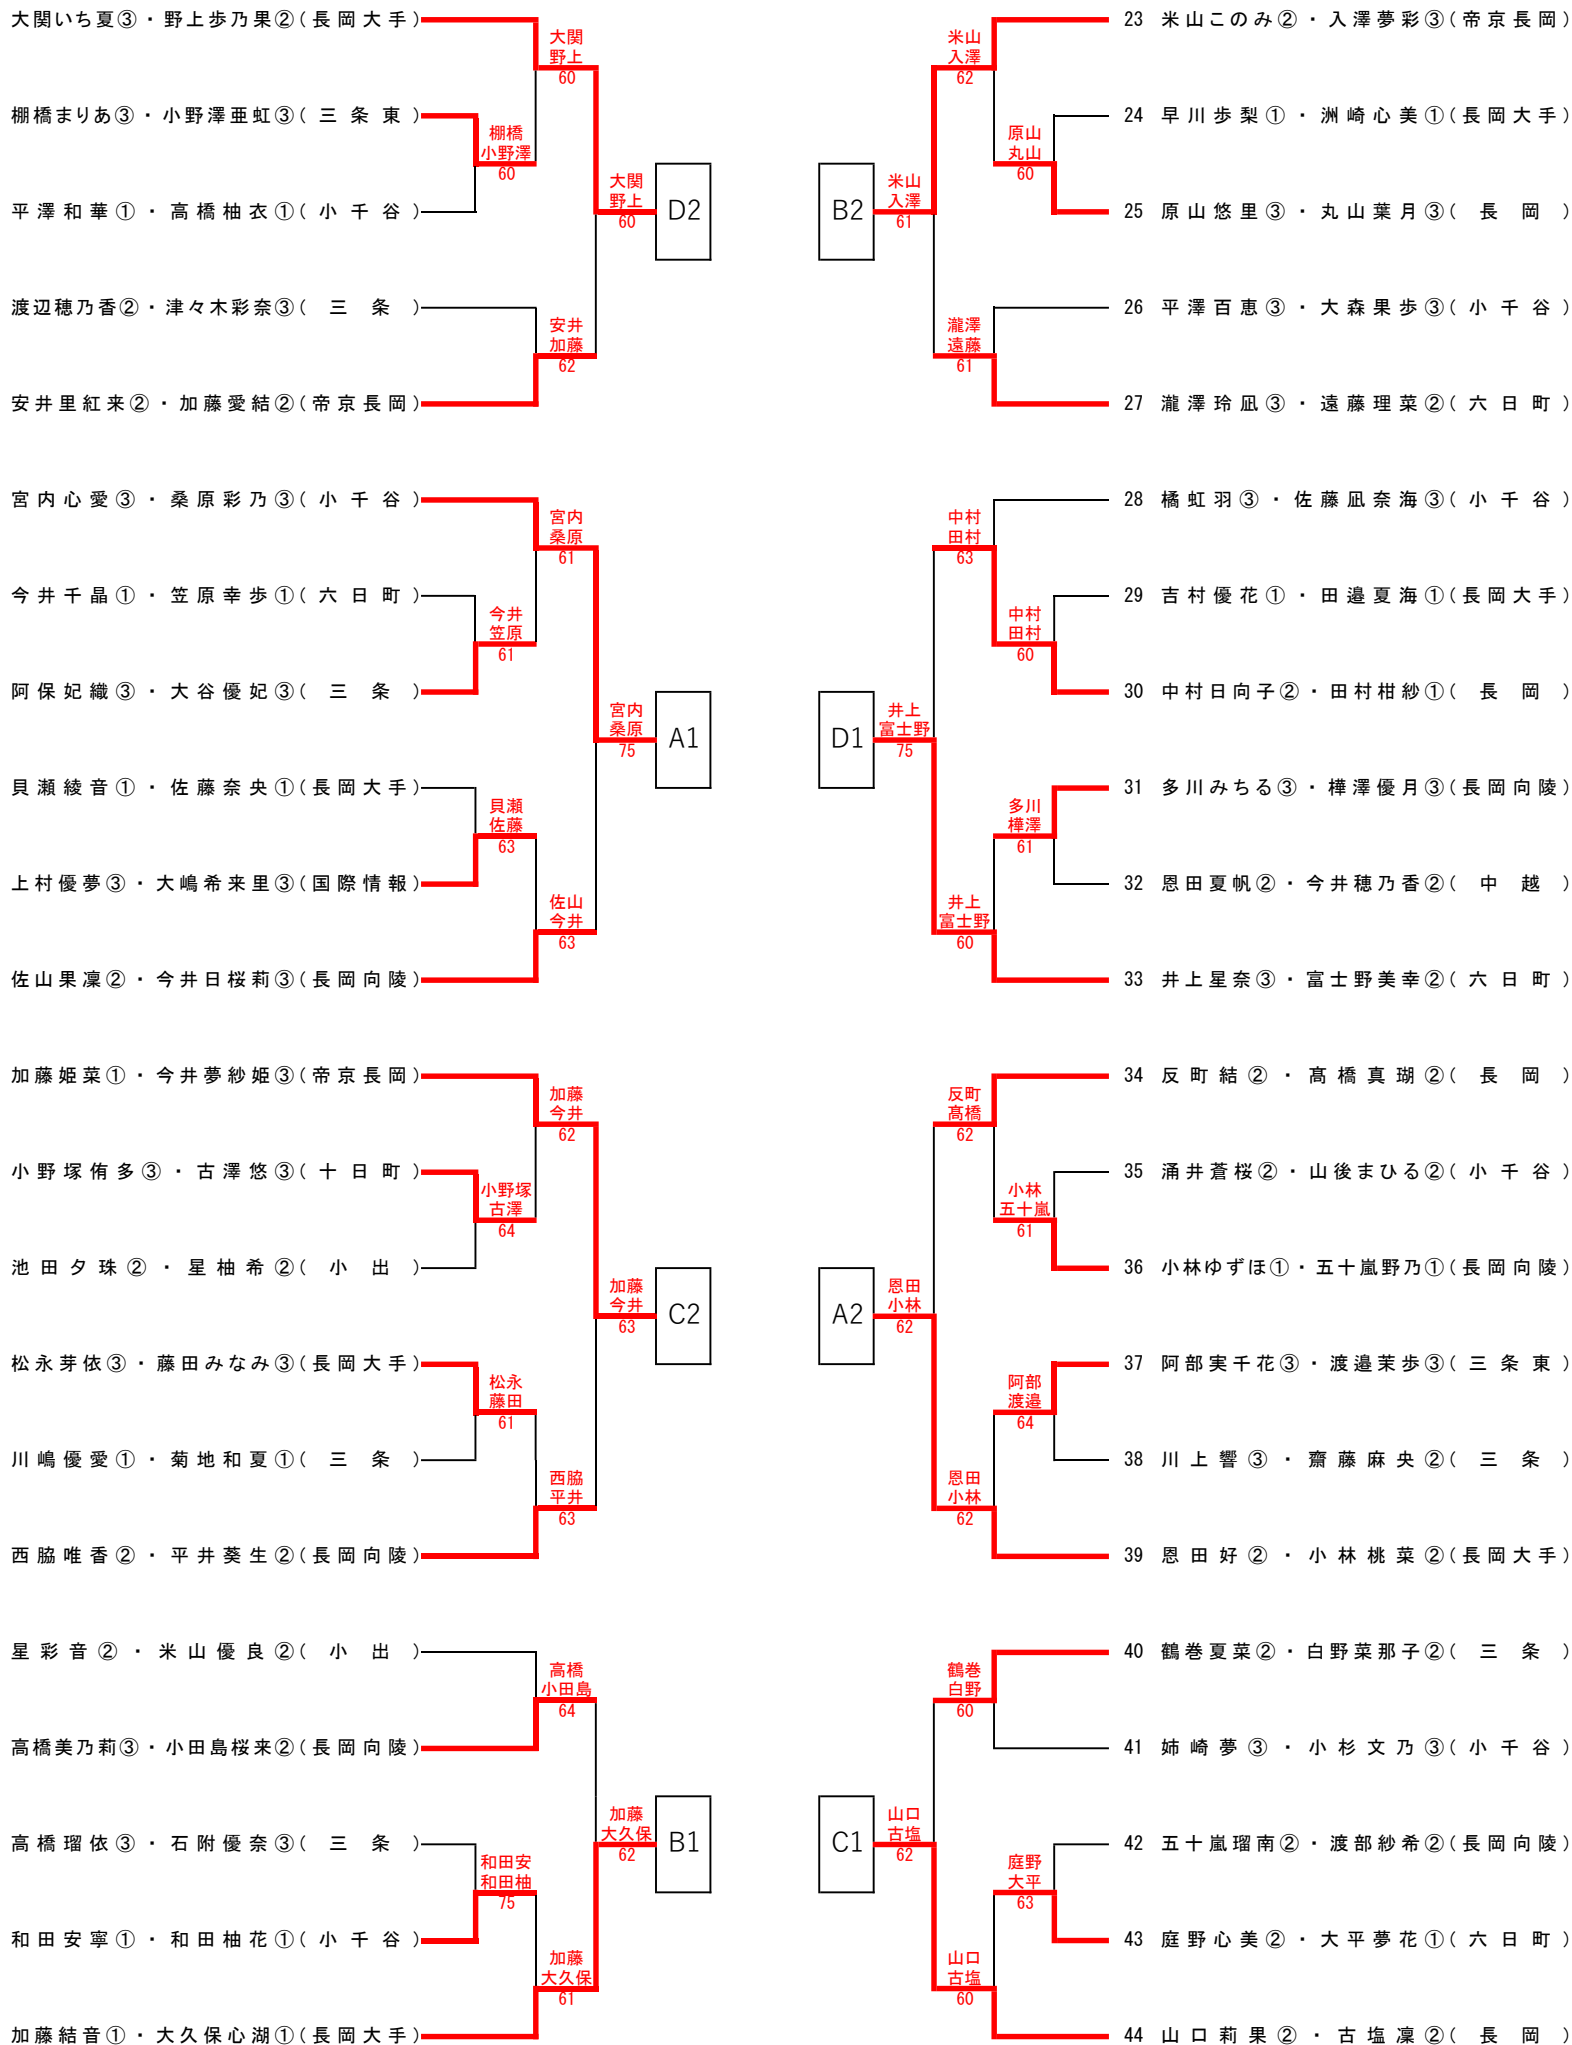 大関いち夏③・野上歩乃果②(長岡大手)
大関
野上
60
棚橋まりあ③・小野澤亜虹③(三条東)
棚橋
小野澤
60
平澤和華①・高橋柚衣①(小千谷)
大関
野上
60
D2
渡辺穂乃香②・津々木彩奈③(三条)
安井
加藤
62
安井里紅来②・加藤愛結②(帝京長岡)
宮内心愛③・桑原彩乃③(小千谷)
宮内
桑原
61
今井千晶①・笠原幸歩①(六日町)
今井
笠原
61
阿保妃織③・大谷優妃③(三条)
宮内
桑原
75
A1
貝瀬綾音①・佐藤奈央①(長岡大手)
貝瀬
佐藤
63
上村優夢③・大嶋希来里③(国際情報)
佐山
今井
63
佐山果凜②・今井日桜莉③(長岡向陵)
加藤姫菜①・今井夢紗姫③(帝京長岡)
加藤
今井
62
小野塚侑多③・古澤悠③(十日町)
小野塚
古澤
64
池田夕珠②・星柚希②(小出)
加藤
今井
63
C2
松永芽依③・藤田みなみ③(長岡大手)
松永
藤田
61
川嶋優愛①・菊地和夏①(三条)
西脇
平井
63
西脇唯香②・平井葵生②(長岡向陵)
星彩音②・米山優良②(小出)
高橋
小田島
64
高橋美乃莉③・小田島桜来②(長岡向陵)
加藤
大久保
62
B1
高橋瑠依③・石附優奈③(三条)
和田安
和田柚
75
和田安寧①・和田柚花①(小千谷)
加藤
大久保
61
加藤結音①・大久保心湖①(長岡大手)
23 米山このみ②・入澤夢彩③(帝京長岡)
米山
入澤
62
24 早川歩梨①・洲崎心美①(長岡大手)
原山
丸山
60
25 原山悠里③・丸山葉月③(長岡)
B2
米山
入澤
61
26 平澤百恵③・大森果歩③(小千谷)
瀧澤
遠藤
61
27 瀧澤玲凪③・遠藤理菜②(六日町)
28 橘虹羽③・佐藤凪奈海③(小千谷)
中村
田村
63
29 吉村優花①・田邉夏海①(長岡大手)
中村
田村
60
30 中村日向子②・田村柑紗①(長岡)
D1
井上
富士野
75
31 多川みちる③・樺澤優月③(長岡向陵)
多川
樺澤
61
32 恩田夏帆②・今井穂乃香②(中越)
井上
富士野
60
33 井上星奈③・富士野美幸②(六日町)
34 反町結②・髙橋真瑚②(長岡)
反町
髙橋
62
35 涌井蒼桜②・山後まひる②(小千谷)
小林
五十嵐
61
36 小林ゆずほ①・五十嵐野乃①(長岡向陵)
A2
恩田
小林
62
37 阿部実千花③・渡邉茉歩③(三条東)
阿部
渡邉
64
38 川上響③・齋藤麻央②(三条)
恩田
小林
62
39 恩田好②・小林桃菜②(長岡大手)
40 鶴巻夏菜②・白野菜那子②(三条)
鶴巻
白野
60
41 姉崎夢③・小杉文乃③(小千谷)
C1
山口
古塩
62
42 五十嵐瑠南②・渡部紗希②(長岡向陵)
庭野
大平
63
43 庭野心美②・大平夢花①(六日町)
山口
古塩
60
44 山口莉果②・古塩凜②(長岡)